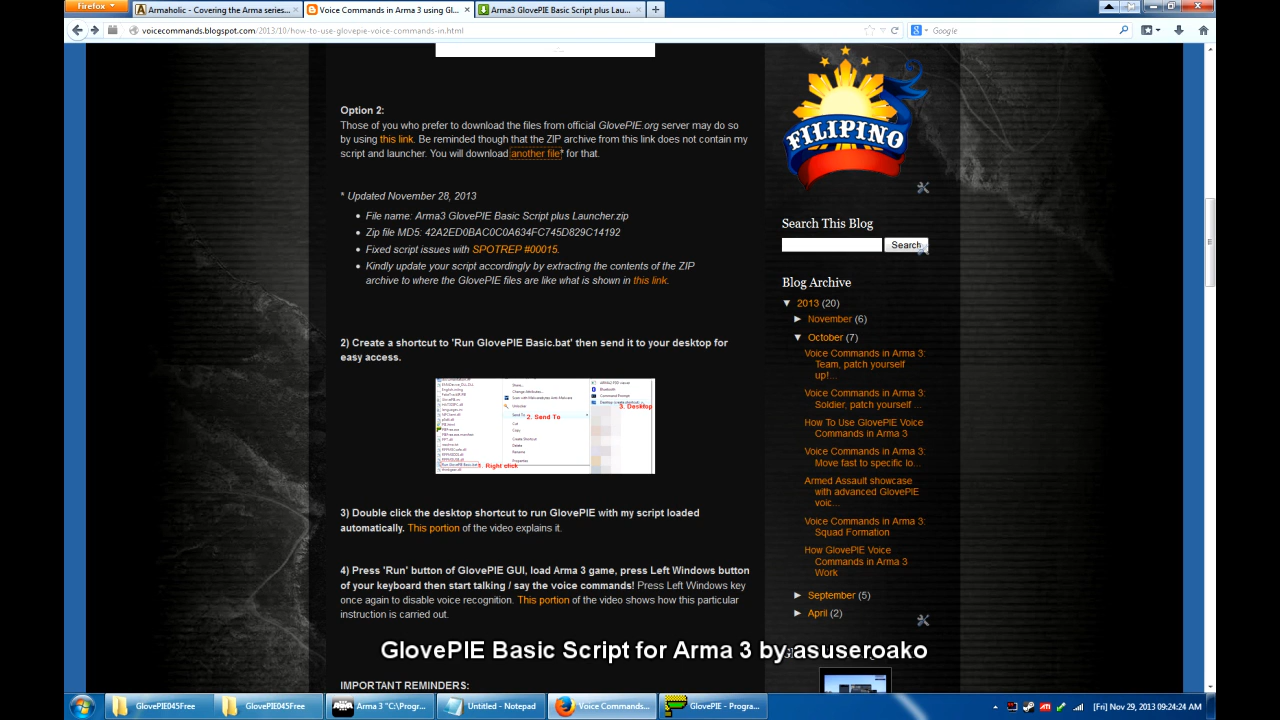 Firefox
Armaholic - Covering the Arma series...
Voice Commands in Arma 3 using Gl...
Arma3 GlovePIE Basic Script plus Lau...
voicecommands.blogspot.com/2013/10/how-to-use-glovepie-voice-commands-in.html
Google
Option 2:
Those of you who prefer to download the files from official GlovePIE.org server may do so
by using this link. Be reminded though that the ZIP archive from this link does not contain my
script and launcher. You will download another file* for that.
* Updated November 28, 2013
File name: Arma3 GlovePIE Basic Script plus Launcher.zip
Zip file MD5: 42A2ED0BAC0C0A634FC745D829C14192
Fixed script issues with SPOTREP #00015.
Kindly update your script accordingly by extracting the contents of the ZIP
archive to where the GlovePIE files are like what is shown in this link.
2) Create a shortcut to 'Run GlovePIE Basic.bat' then send it to your desktop for
easy access.
2. Send To
3. Desktop
1. Right click
3) Double click the desktop shortcut to run GlovePIE with my script loaded
automatically. This portion of the video explains it.
4) Press 'Run' button of GlovePIE GUI, load Arma 3 game, press Left Windows button
of your keyboard then start talking / say the voice commands! Press Left Windows key
once again to disable voice recognition. This portion of the video shows how this particular
instruction is carried out.
IMPORTANT REMINDERS:
FILIPINO
Search This Blog
Search
Blog Archive
▼ 2013 (20)
► November (6)
▼ October (7)
Voice Commands in Arma 3:
Team, patch yourself
up!...
Voice Commands in Arma 3:
Soldier, patch yourself ...
How To Use GlovePIE Voice
Commands in Arma 3
Voice Commands in Arma 3:
Move fast to specific lo...
Armed Assault showcase
with advanced GlovePIE
voic...
Voice Commands in Arma 3:
Squad Formation
How GlovePIE Voice
Commands in Arma 3
Work
► September (5)
► April (2)
GlovePIE Basic Script for Arma 3 by asuseroako
GlovePIE045Free
GlovePIE045Free
Arma 3 "C:\Progr...
Untitled - Notepad
Voice Commands...
GlovePIE - Progra...
[Fri] Nov 29, 2013 09:24:24 AM